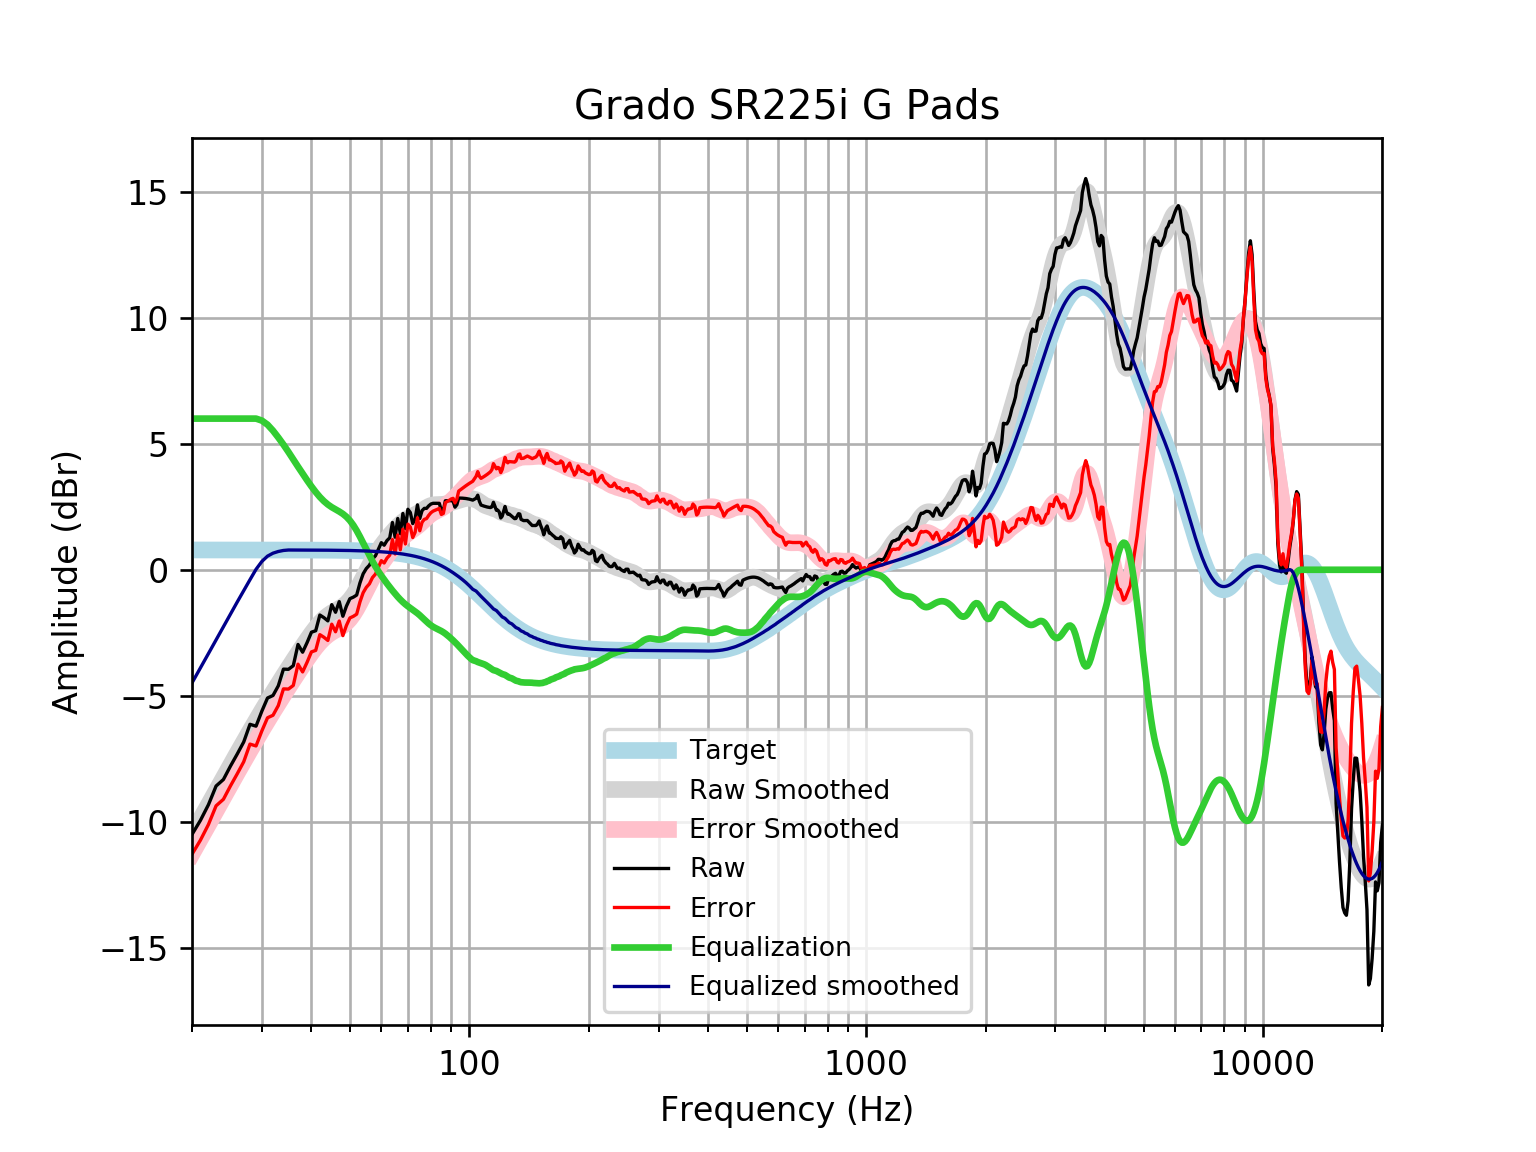 Grado SR225i G Pads
15
10
5
0
−5
−10
−15
Amplitude (dBr)
Target
Raw Smoothed
Error Smoothed
Raw
Error
Equalization
Equalized smoothed
100 1000 10000
Frequency (Hz)